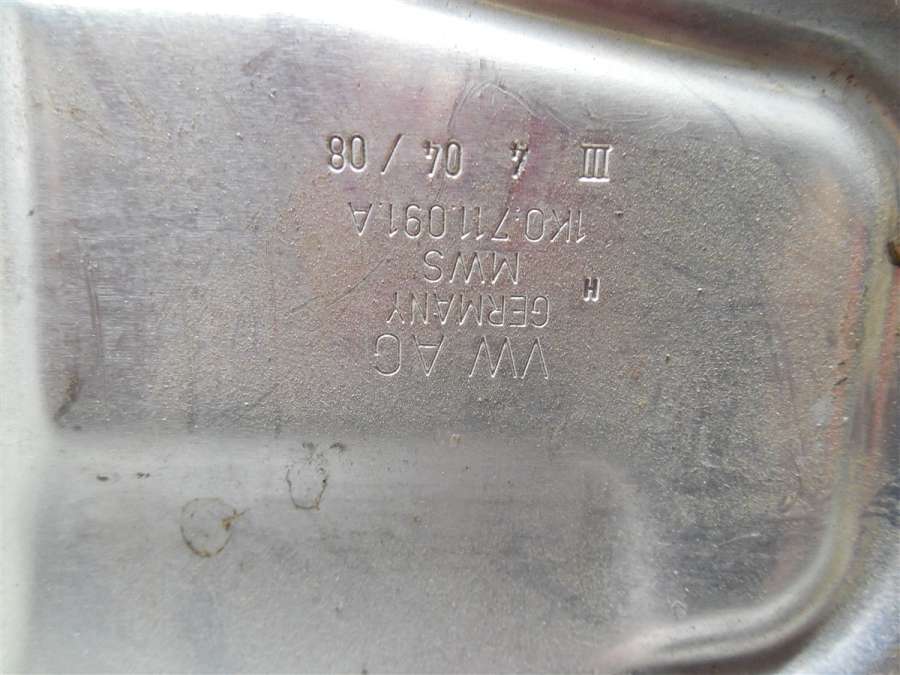 VW AG
GERMANY
H
MWS
1K0.711.091.A
III 4 04/08